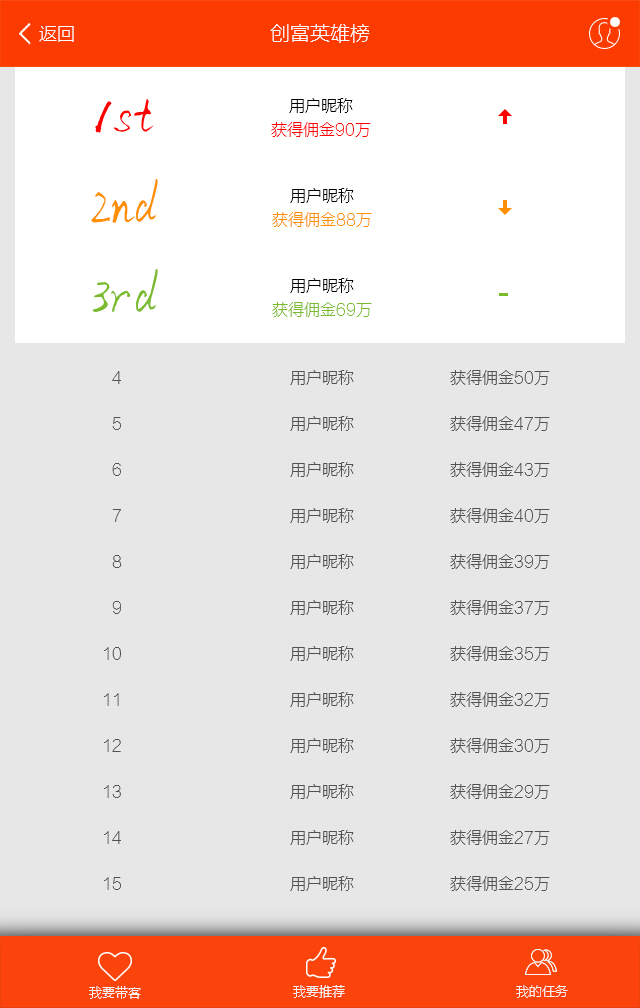 返回 创富英雄榜
1st 用户昵称
获得佣金90万
2nd 用户昵称
获得佣金88万
3rd 用户昵称
获得佣金69万
4 用户昵称 获得佣金50万
5 用户昵称 获得佣金47万
6 用户昵称 获得佣金43万
7 用户昵称 获得佣金40万
8 用户昵称 获得佣金39万
9 用户昵称 获得佣金37万
10 用户昵称 获得佣金35万
11 用户昵称 获得佣金32万
12 用户昵称 获得佣金30万
13 用户昵称 获得佣金29万
14 用户昵称 获得佣金27万
15 用户昵称 获得佣金25万
我要带客 我要推荐 我的任务